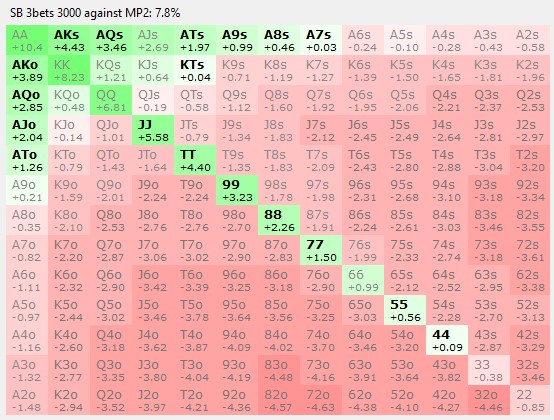 SB 3bets 3000 against MP2: 7.8%
AA AKs AQs AJs ATs A9s A8s A7s A6s A5s A4s A3s A2s
+10.4 +4.43 +3.46 +2.69 +1.97 +0.99 +0.46 +0.03 -0.24 -0.10 -0.28 -0.43 -0.58
AKo KK KQs KJs KTs K9s K8s K7s K6s K5s K4s K3s K2s
+3.89 +8.23 +1.21 +0.64 +0.04 -0.71 -1.19 -1.27 -1.39 -1.50 -1.65 -1.81 -1.96
AQo KQo QQ QJs QTs Q9s Q8s Q7s Q6s Q5s Q4s Q3s Q2s
+2.85 +0.48 +6.81 -0.19 -0.58 -1.12 -1.60 -1.92 -1.95 -2.06 -2.21 -2.37 -2.53
AJo KJo QJo JJ JTs J9s J8s J7s J6s J5s J4s J3s J2s
+2.04 -0.14 -1.01 +5.58 -0.79 -1.34 -1.83 -2.12 -2.45 -2.49 -2.64 -2.81 -2.97
ATo KTo QTo JTo TT T9s T8s T7s T6s T5s T4s T3s T2s
+1.26 -0.79 -1.43 -1.64 +4.40 -1.35 -1.83 -2.09 -2.43 -2.80 -2.88 -3.04 -3.20
A9o K9o Q9o J9o T9o 99 98s 97s 96s 95s 94s 93s 92s
+0.21 -1.59 -2.01 -2.24 -2.24 +3.23 -1.78 -1.98 -2.31 -2.68 -3.10 -3.18 -3.34
A8o K8o Q8o J8o T8o 98o 88 87s 86s 85s 84s 83s 82s
-0.35 -2.10 -2.53 -2.76 -2.76 -2.70 +2.26 -1.91 -2.24 -2.61 -3.03 -3.46 -3.55
A7o K7o Q7o J7o T7o 97o 87o 77 76s 75s 74s 73s 72s
-0.82 -2.20 -2.87 -3.06 -3.02 -2.90 -2.83 +1.50 -1.99 -2.33 -2.74 -3.18 -3.61
A6o K6o Q6o J6o T6o 96o 86o 76o 66 65s 64s 63s 62s
-1.11 -2.32 -2.90 -3.42 -3.39 -3.25 -3.18 -2.90 +0.99 -2.12 -2.52 -2.95 -3.38
A5o K5o Q5o J5o T5o 95o 85o 75o 65o 55 54s 53s 52s
-0.97 -2.44 -3.02 -3.46 -3.78 -3.64 -3.56 -3.25 -3.03 +0.56 -2.28 -2.70 -3.13
A4o K4o Q4o J4o T4o 94o 84o 74o 64o 54o 44 43s 42s
-1.16 -2.60 -3.18 -3.62 -3.87 -4.09 -4.02 -3.70 -3.46 -3.20 +0.09 -2.87 -3.29
A3o K3o Q3o J3o T3o 93o 83o 73o 63o 53o 43o 33 32s
-1.32 -2.77 -3.35 -3.80 -4.04 -4.19 -4.48 -4.16 -3.91 -3.64 -3.82 -0.38 -3.46
A2o K2o Q2o J2o T2o 92o 82o 72o 62o 52o 42o 32o 22
-1.48 -2.94 -3.52 -3.97 -4.21 -4.36 -4.57 -4.63 -4.38 -4.10 -4.27 -4.46 -0.85